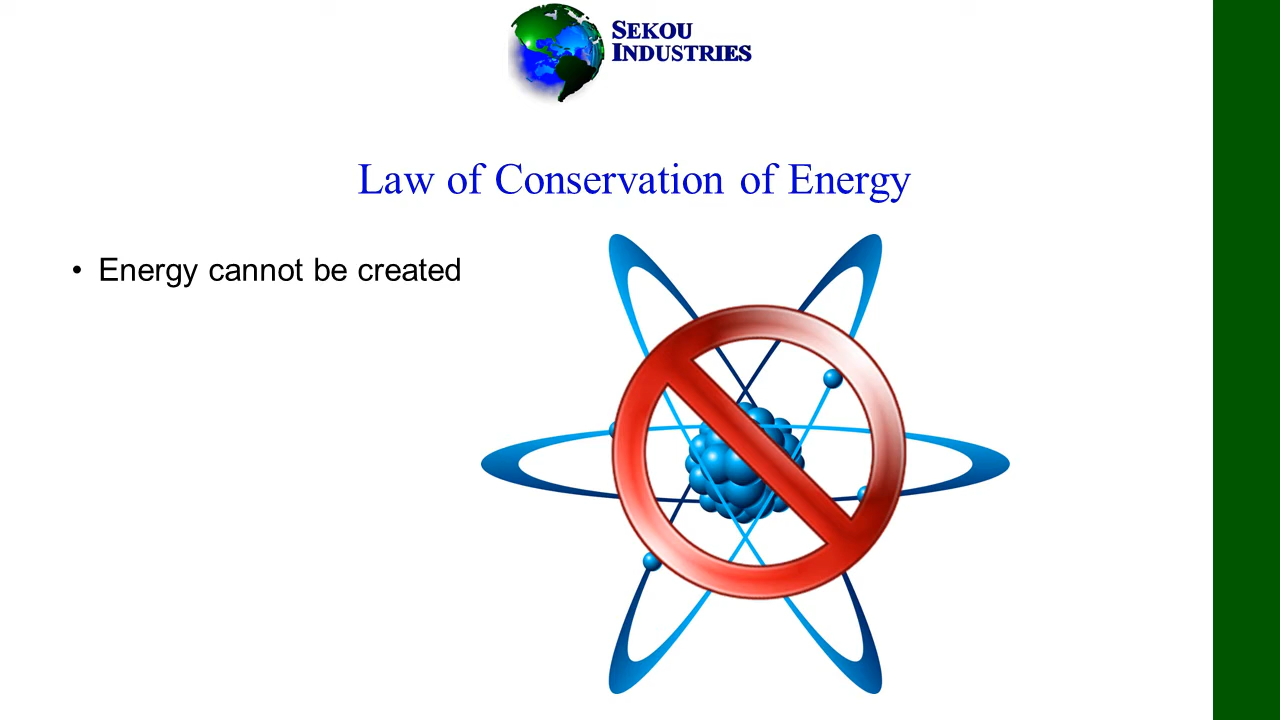 SEKOU
INDUSTRIES
Law of Conservation of Energy
• Energy cannot be created